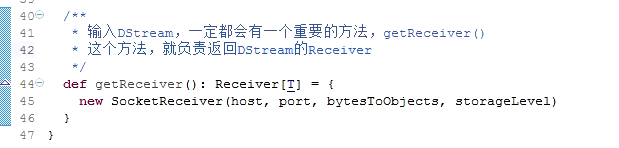 40 /**
41 * 输入DStream，一定都会有一个重要的方法，getReceiver()
42 * 这个方法，就负责返回DStream的Receiver
43 */
44 def getReceiver(): Receiver[T] = {
45 new SocketReceiver(host, port, bytesToObjects, storageLevel)
46 }
47 }